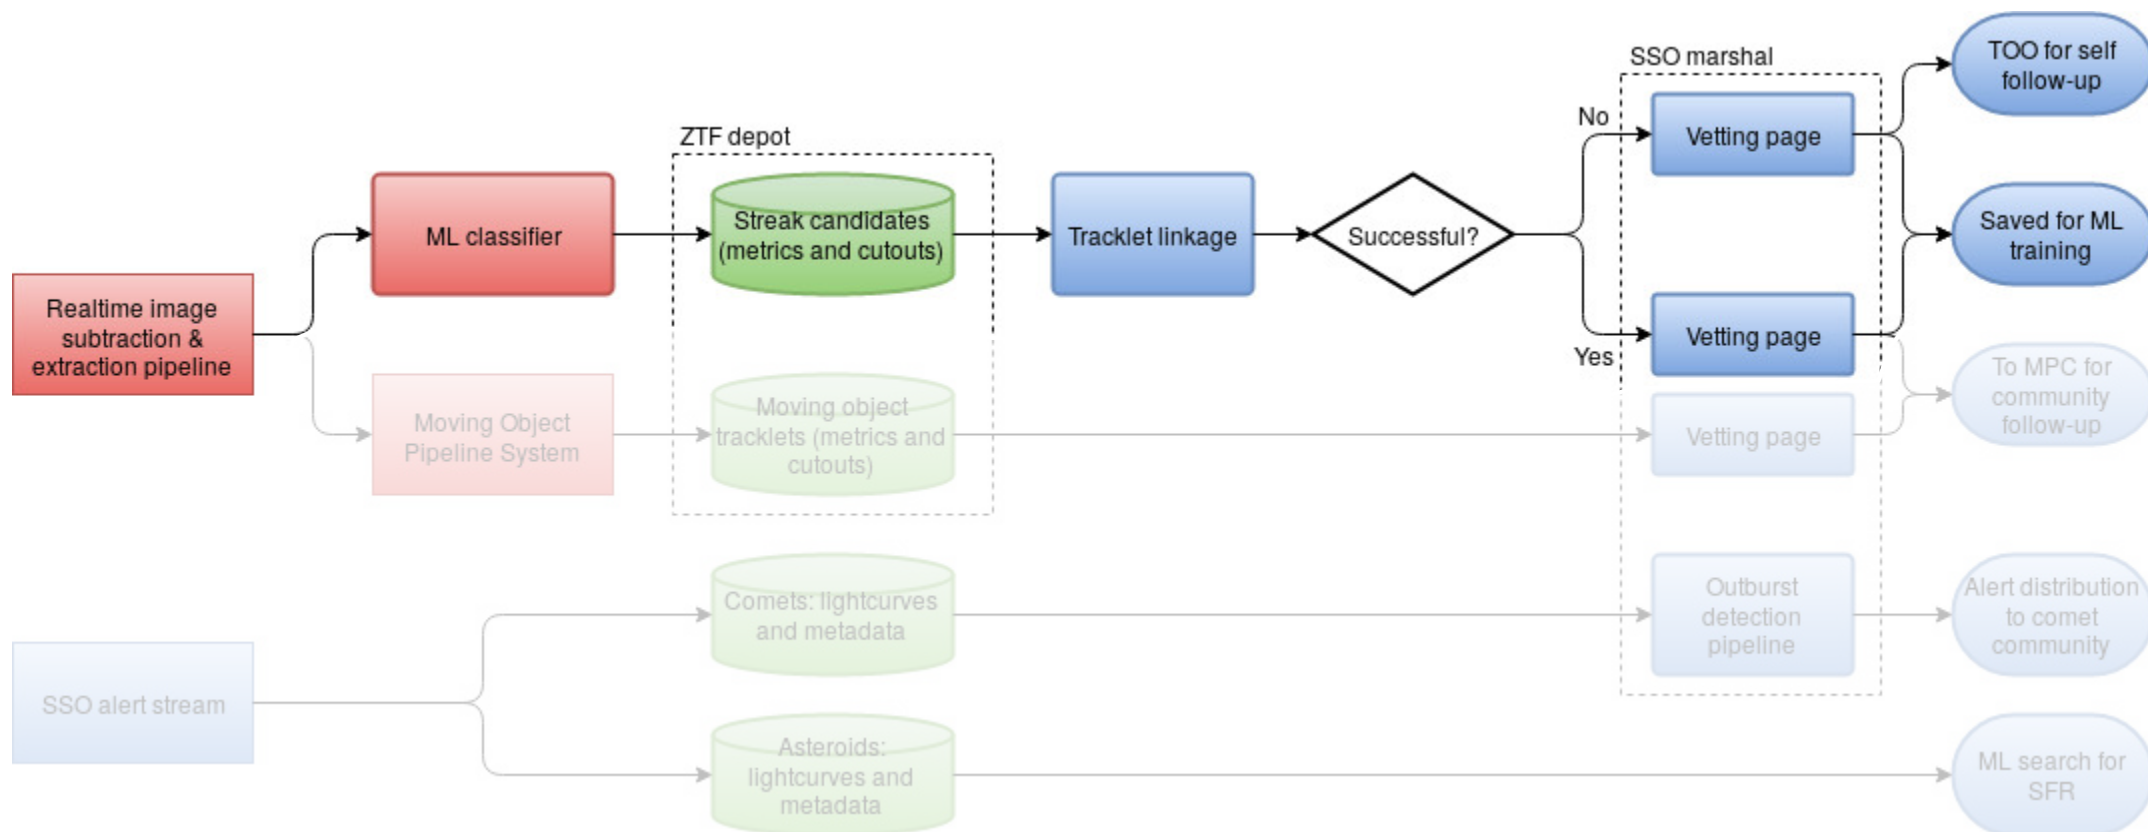 TOO for self
follow-up
SSO marshal
No
Vetting page
ZTF depot
ML classifier
Streak candidates
(metrics and cutouts)
Tracklet linkage
Successful?
Saved for ML
training
Realtime image
subtraction &
extraction pipeline
Vetting page
Yes
To MPC for
community
follow-up
Moving Object
Pipeline System
Moving object
tracklets (metrics and
cutouts)
Vetting page
Comets: lightcurves
and metadata
Outburst
detection
pipeline
Alert distribution
to comet
community
SSO alert stream
Asteroids:
lightcurves and
metadata
ML search for
SFR